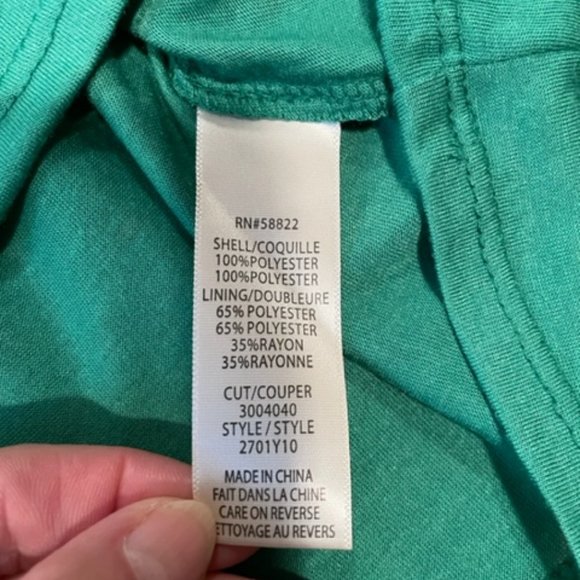 RN#58822
SHELL/COQUILLE
100%POLYESTER
100%POLYESTER
LINING/DOUBLEURE
65% POLYESTER
65% POLYESTER
35%RAYON
35%RAYONNE
CUT/COUPER
3004040
STYLE/STYLE
2701Y10
MADE IN CHINA
FAIT DANS LA CHINE
CARE ON REVERSE
ETTOYAGE AU REVERS